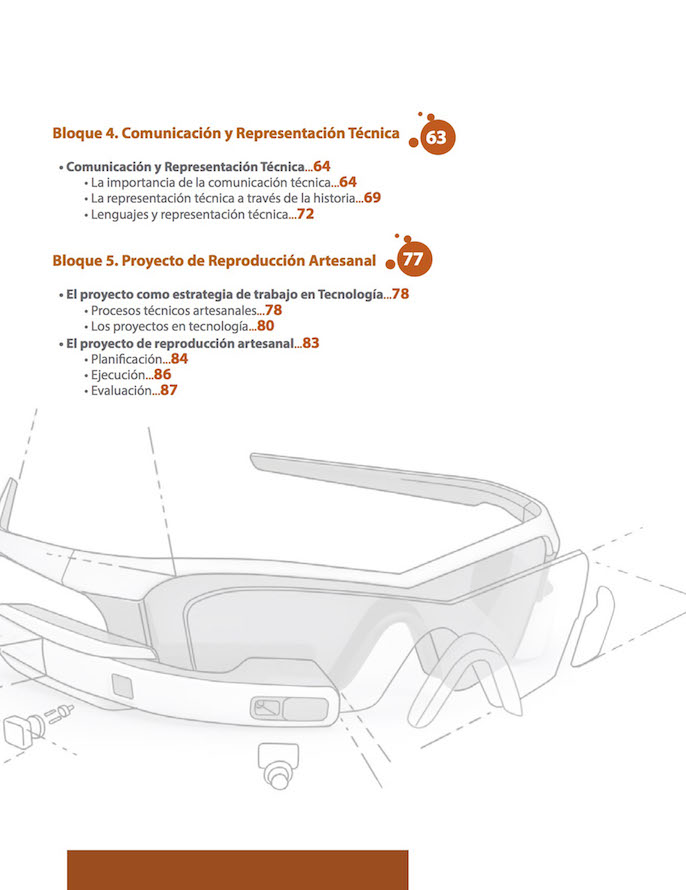 Bloque 4. Comunicación y Representación Técnica 63
• Comunicación y Representación Técnica...64
• La importancia de la comunicación técnica...64
• La representación técnica a través de la historia...69
• Lenguajes y representación técnica...72
Bloque 5. Proyecto de Reproducción Artesanal 77
• El proyecto como estrategia de trabajo en Tecnología...78
• Procesos técnicos artesanales...78
• Los proyectos en tecnología...80
• El proyecto de reproducción artesanal...83
• Planificación...84
• Ejecución...86
• Evaluación...87